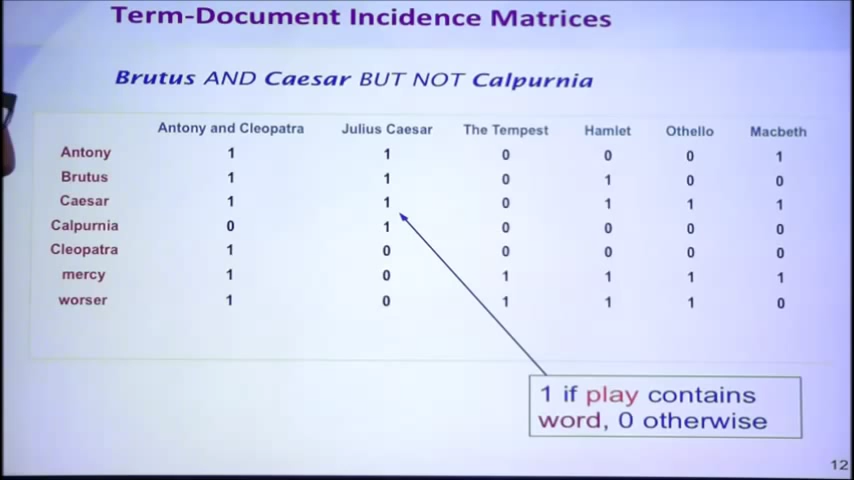 Term-Document Incidence Matrices
Brutus AND Caesar BUT NOT Calpurnia
Antony and Cleopatra Julius Caesar The Tempest Hamlet Othello Macbeth
Antony 1 1 0 0 0 1
Brutus 1 1 0 1 0 0
Caesar 1 1 0 1 1 1
Calpurnia 0 1 0 0 0 0
Cleopatra 1 0 0 0 0 0
mercy 1 0 1 1 1 1
worser 1 0 1 1 1 0
1 if play contains
word, 0 otherwise
12